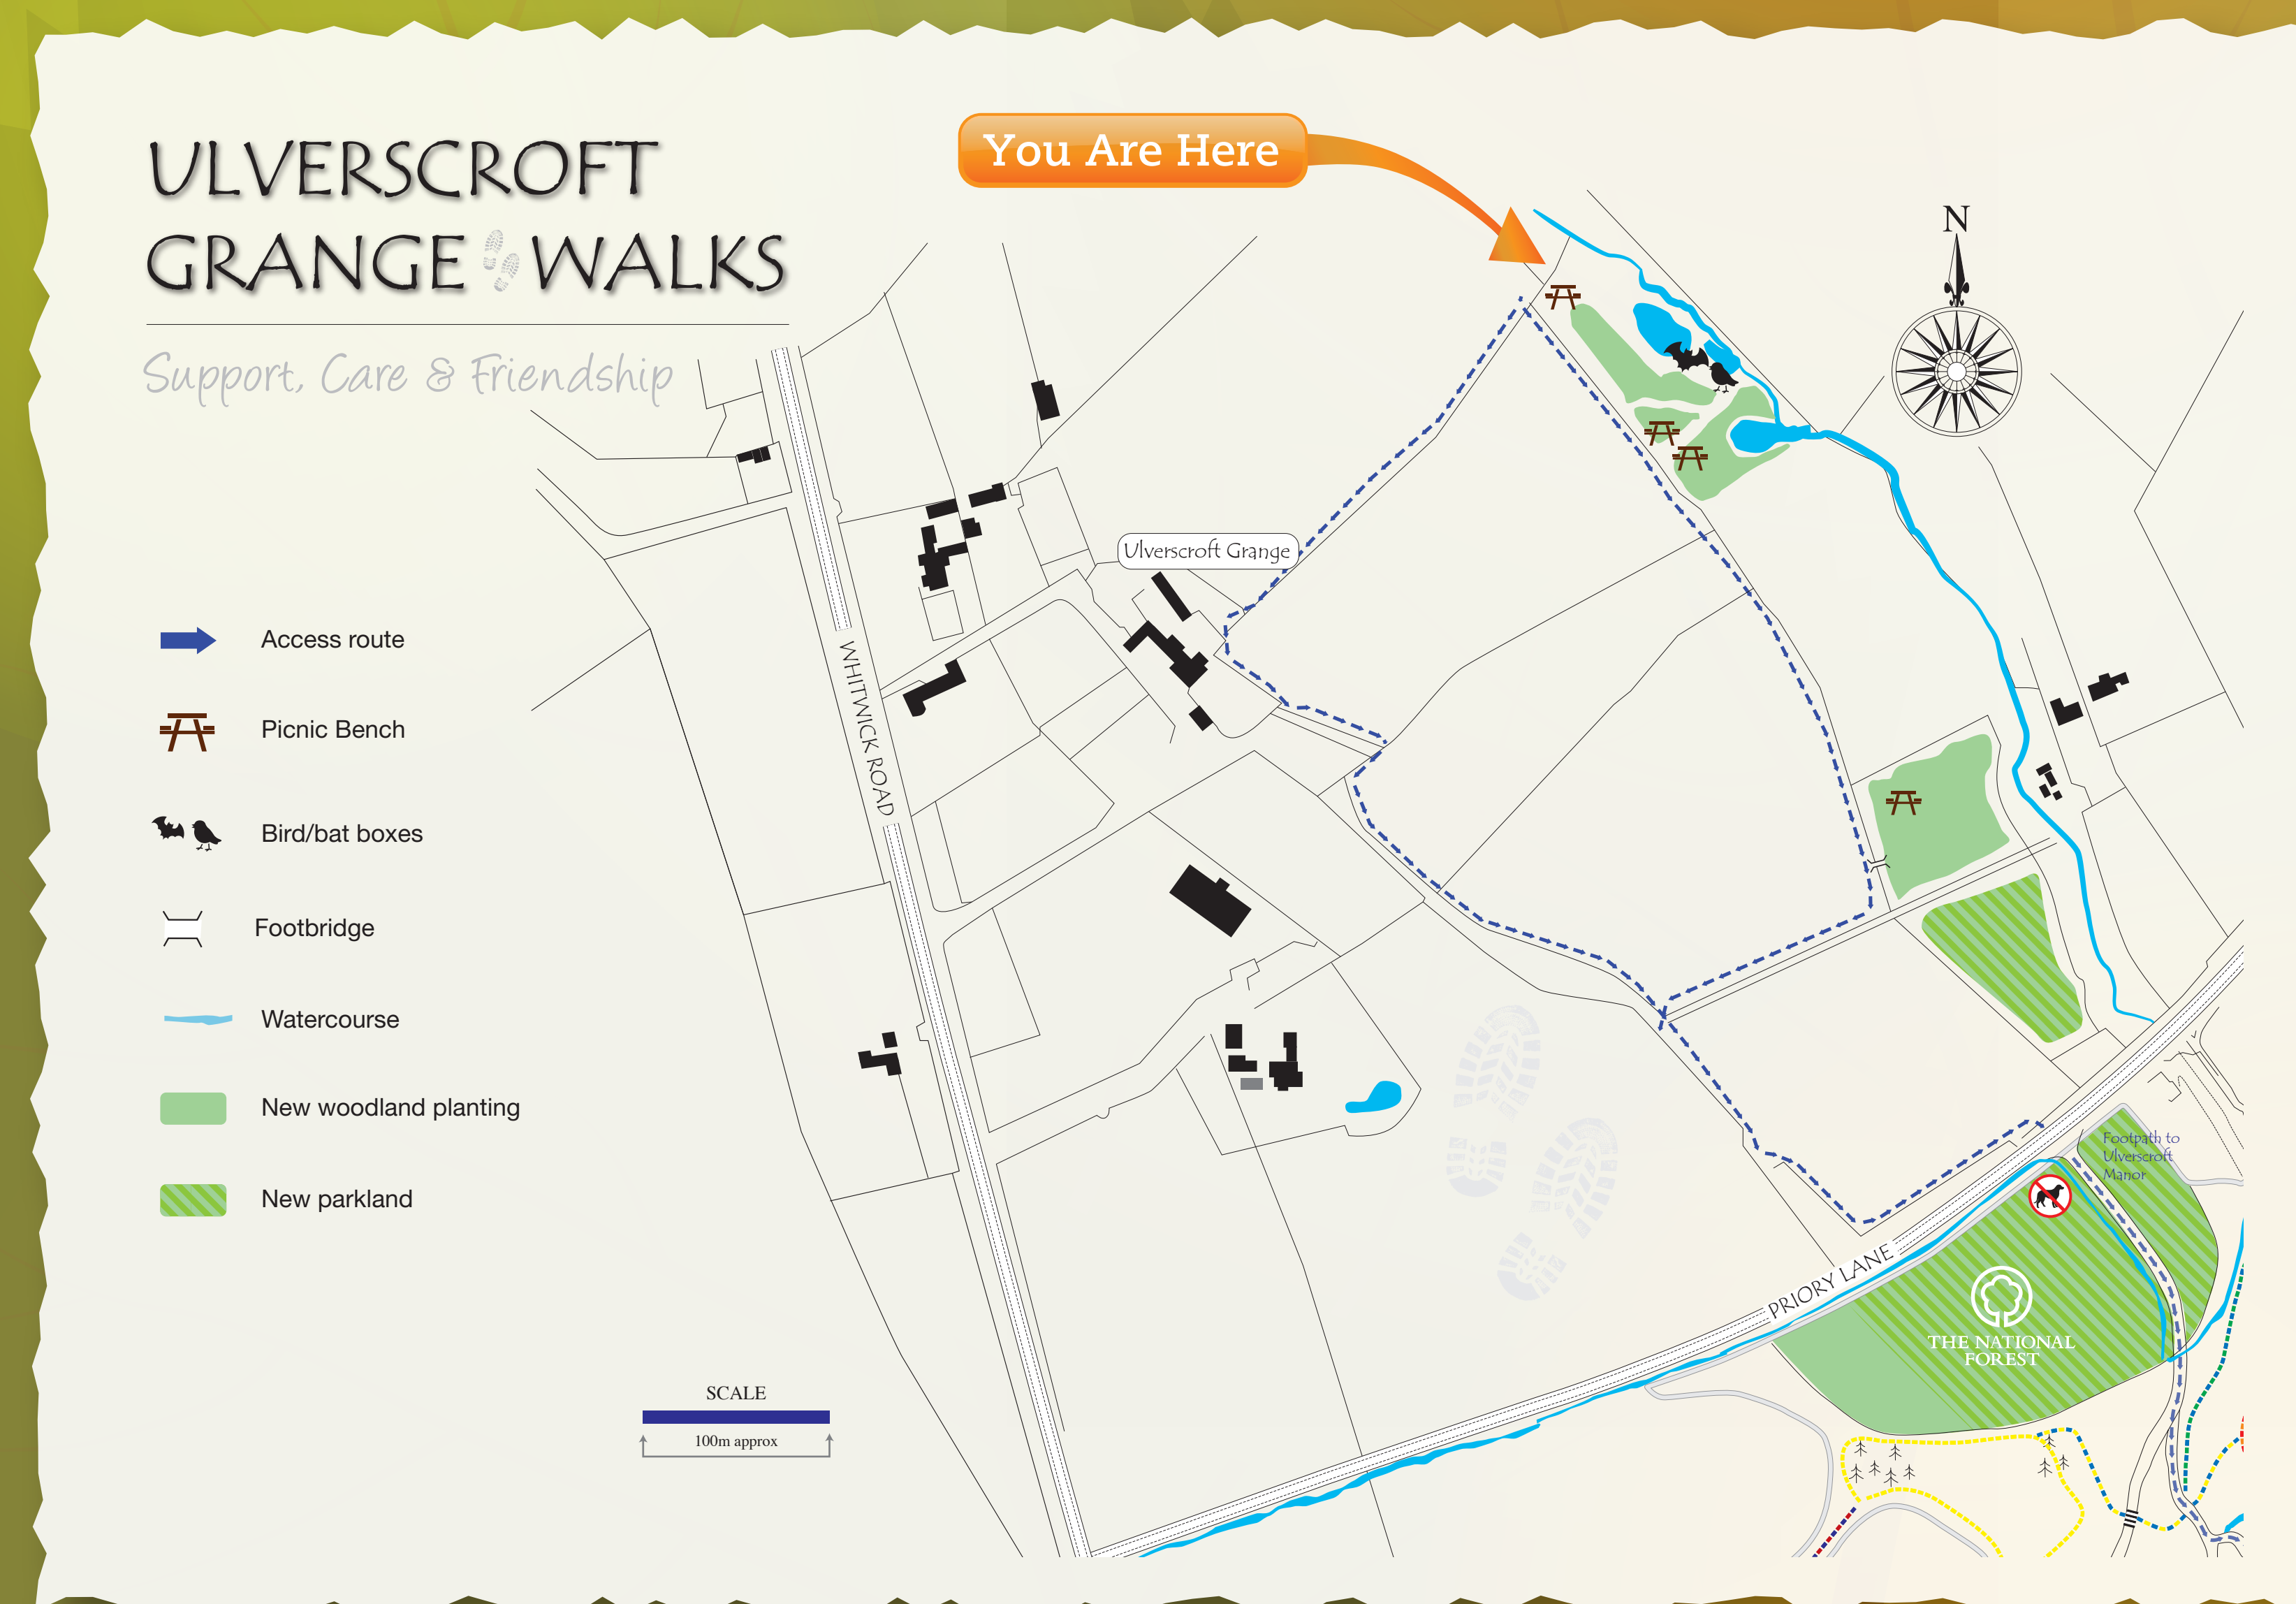 ULVERSCROFT
GRANGE WALKS
Support, Care & Friendship
You Are Here
N
Ulverscroft Grange
WHITWICK ROAD
Access route
Picnic Bench
Bird/bat boxes
Footbridge
Watercourse
New woodland planting
New parkland
Footpath to
Ulverscroft
Manor
PRIORY LANE
THE NATIONAL
FOREST
SCALE
100m approx